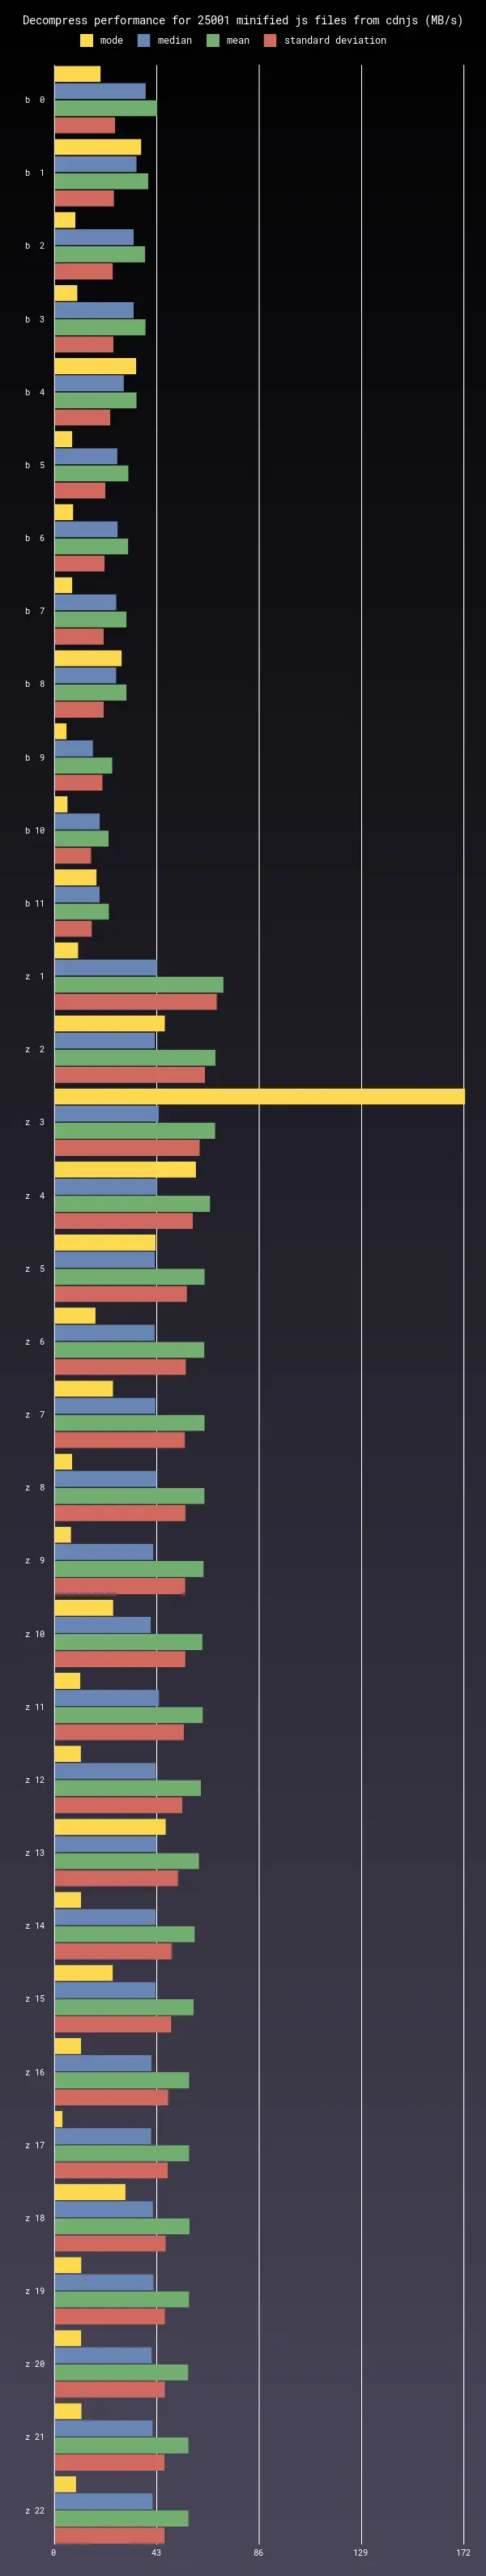 Decompress performance for 25001 minified js files from cdnjs (MB/s)
mode median mean standard deviation
b 0
b 1
b 2
b 3
b 4
b 5
b 6
b 7
b 8
b 9
b 10
b 11
z 1
z 2
z 3
z 4
z 5
z 6
z 7
z 8
z 9
z 10
z 11
z 12
z 13
z 14
z 15
z 16
z 17
z 18
z 19
z 20
z 21
z 22
0 43 86 129 172